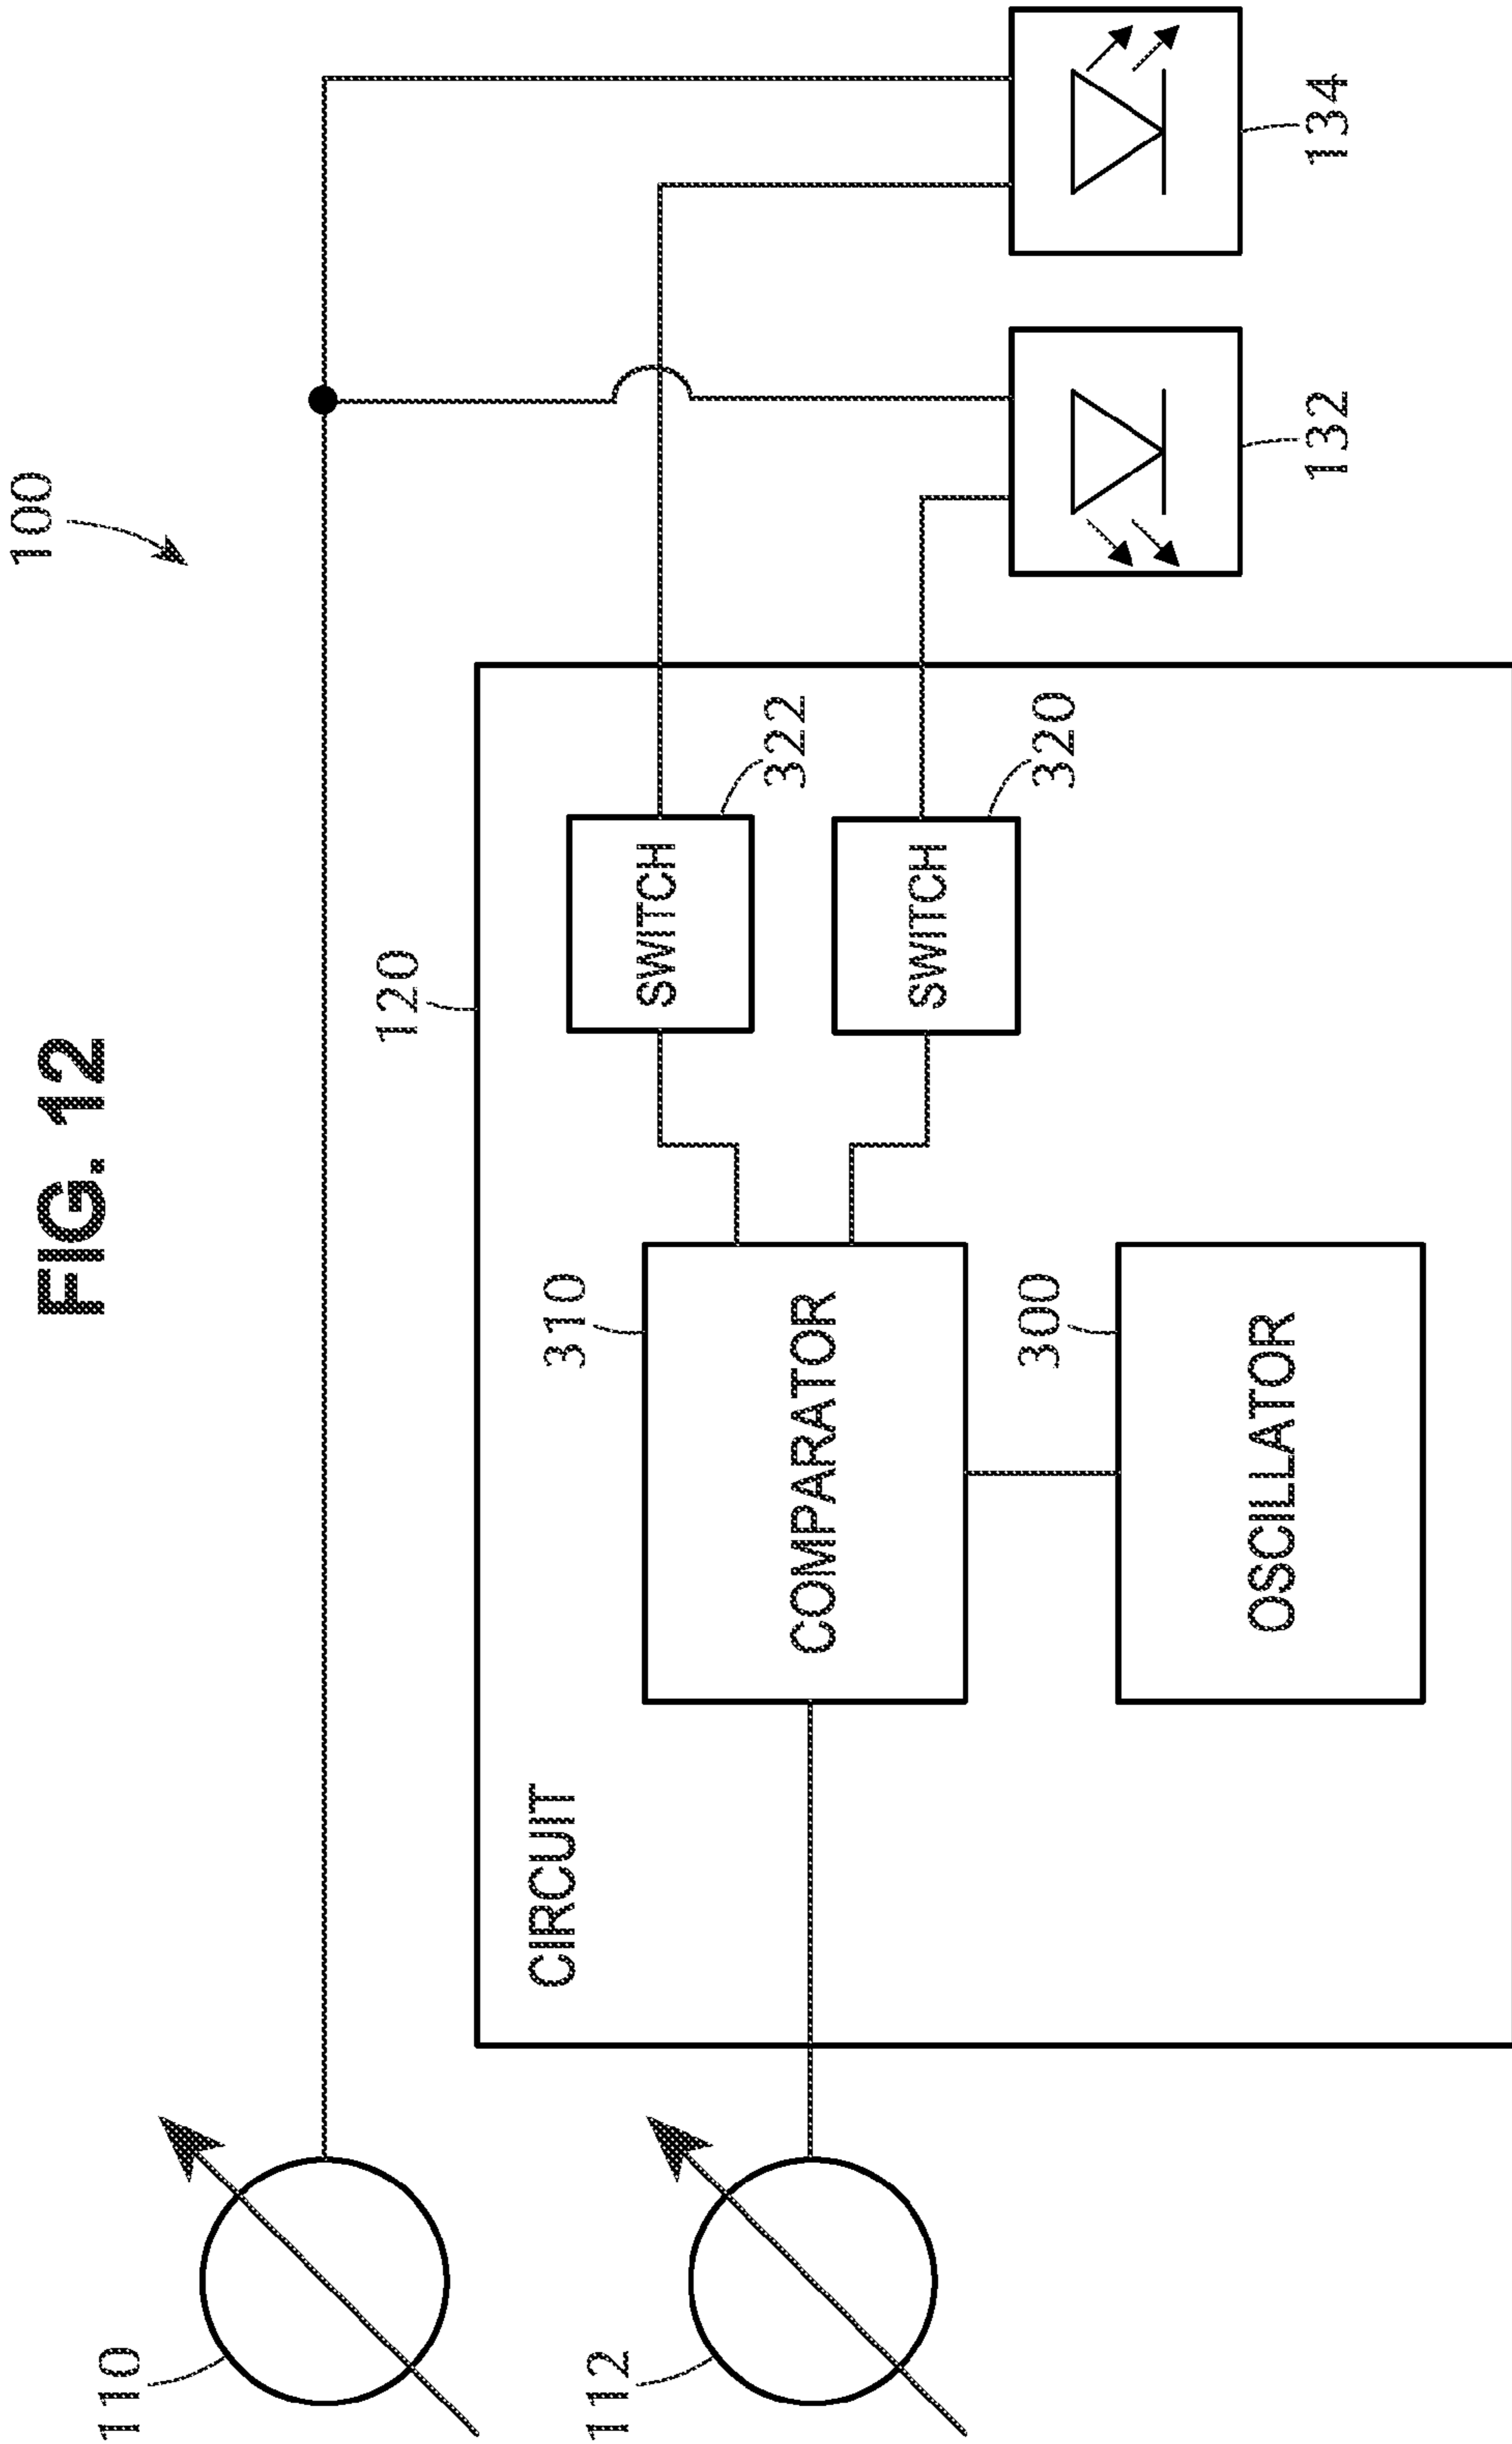 FIG. 12
100
110
120
CIRCUIT
310
COMPARATOR
SWITCH
322
112
SWITCH
320
300
OSCILLATOR
132
134